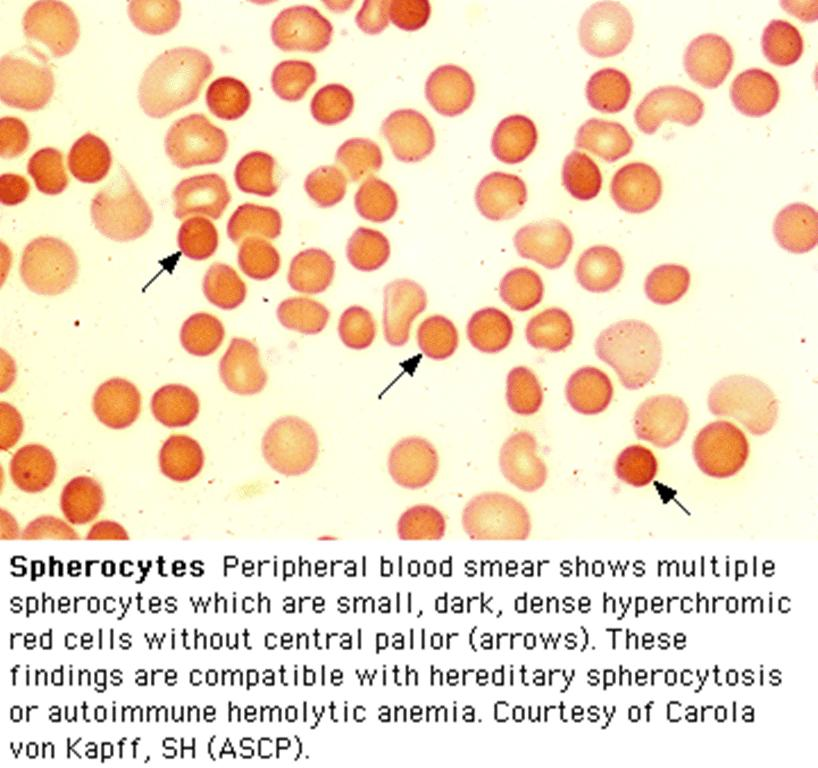 Spherocytes Peripheral blood smear shows multiple
spherocytes which are small, dark, dense hyperchromic
red cells without central pallor (arrows). These
findings are compatible with hereditary spherocytosis
or autoimmune hemolytic anemia. Courtesy of Carola
von Kapff, SH (ASCP).